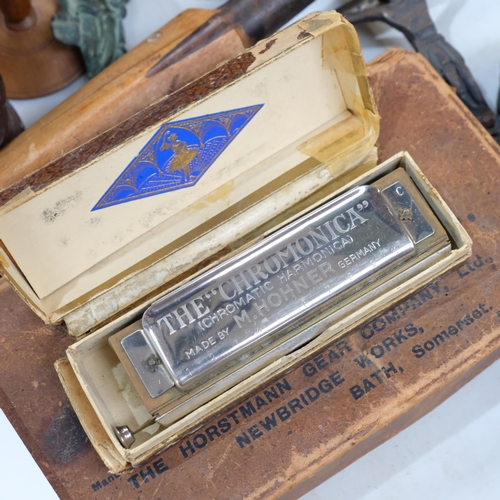 C
THE "CHROMONICA"
(CHROMATIC HARMONICA)
MADE BY M. HOHNER GERMANY
THE HORSTMANN GEAR COMPANY, LTD.
NEWBRIDGE WORKS,
BATH, Somerset.